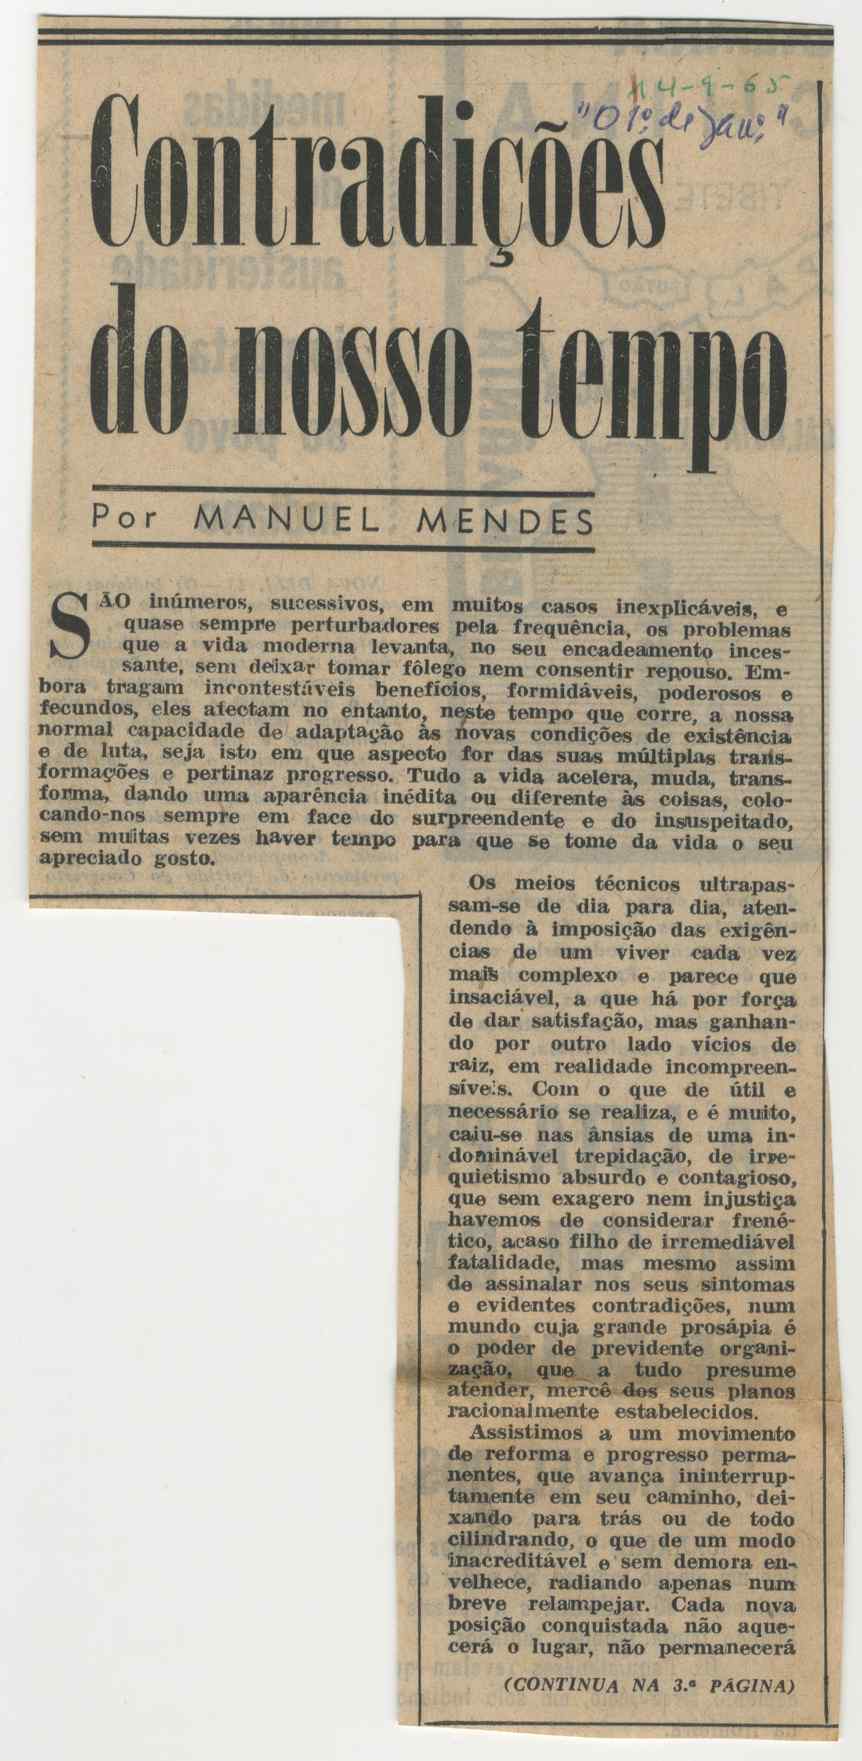 14-9-65
"O 1º de Jan.º"
Contradições
do nosso tempo
Por MANUEL MENDES
SÃO inúmeros, sucessivos, em muitos casos inexplicáveis, e
quase sempre perturbadores pela frequência, os problemas
que a vida moderna levanta, no seu encadeamento inces-
sante, sem deixar tomar fôlego nem consentir repouso. Em-
bora tragam incontestáveis benefícios, formidáveis, poderosos e
fecundos, eles afectam no entanto, neste tempo que corre, a nossa
normal capacidade de adaptação às novas condições de existência
e de luta, seja isto em que aspecto for das suas múltiplas trans-
formações e pertinaz progresso. Tudo a vida acelera, muda, trans-
forma, dando uma aparência inédita ou diferente às coisas, colo-
cando-nos sempre em face do surpreendente e do insuspeitado,
sem muitas vezes haver tempo para que se tome da vida o seu
apreciado gosto.
Os meios técnicos ultrapas-
sam-se de dia para dia, aten-
dendo à imposição das exigên-
cias de um viver cada vez
mais complexo e parece que
insaciável, a que há por força
de dar satisfação, mas ganhan-
do por outro lado vícios de
raiz, em realidade incompreen-
síveis. Com o que de útil e
necessário se realiza, e é muito,
caiu-se nas ânsias de uma in-
dominável trepidação, de irre-
quietismo absurdo e contagioso,
que sem exagero nem injustiça
havemos de considerar frené-
tico, acaso filho de irremediável
fatalidade, mas mesmo assim
de assinalar nos seus sintomas
e evidentes contradições, num
mundo cuja grande prosápia é
o poder de previdente organi-
zação, que a tudo presume
atender, mercê dos seus planos
racionalmente estabelecidos.
Assistimos a um movimento
de reforma e progresso perma-
nentes, que avança ininterrup-
tamente em seu caminho, dei-
xando para trás ou de todo
cilindrando, o que de um modo
inacreditável e sem demora en-
velhece, radiando apenas num
breve relampejar. Cada nova
posição conquistada não aque-
cerá o lugar, não permanecerá
(CONTINUA NA 3.ª PÁGINA)